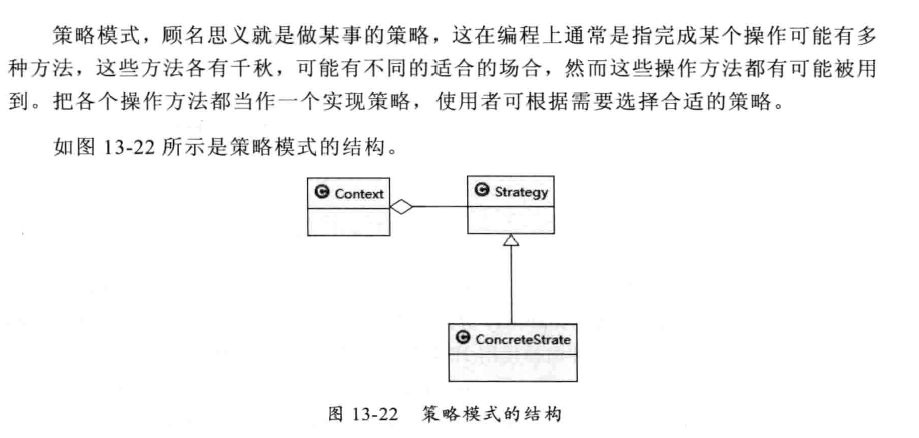 策略模式，顾名思义就是做某事的策略，这在编程上通常是指完成某个操作可能有多
种方法，这些方法各有千秋，可能有不同的适合的场合，然而这些操作方法都有可能被用
到。把各个操作方法都当作一个实现策略，使用者可根据需要选择合适的策略。
如图 13-22 所示是策略模式的结构。
C Context
C Strategy
C ConcreteStrate
图 13-22 策略模式的结构